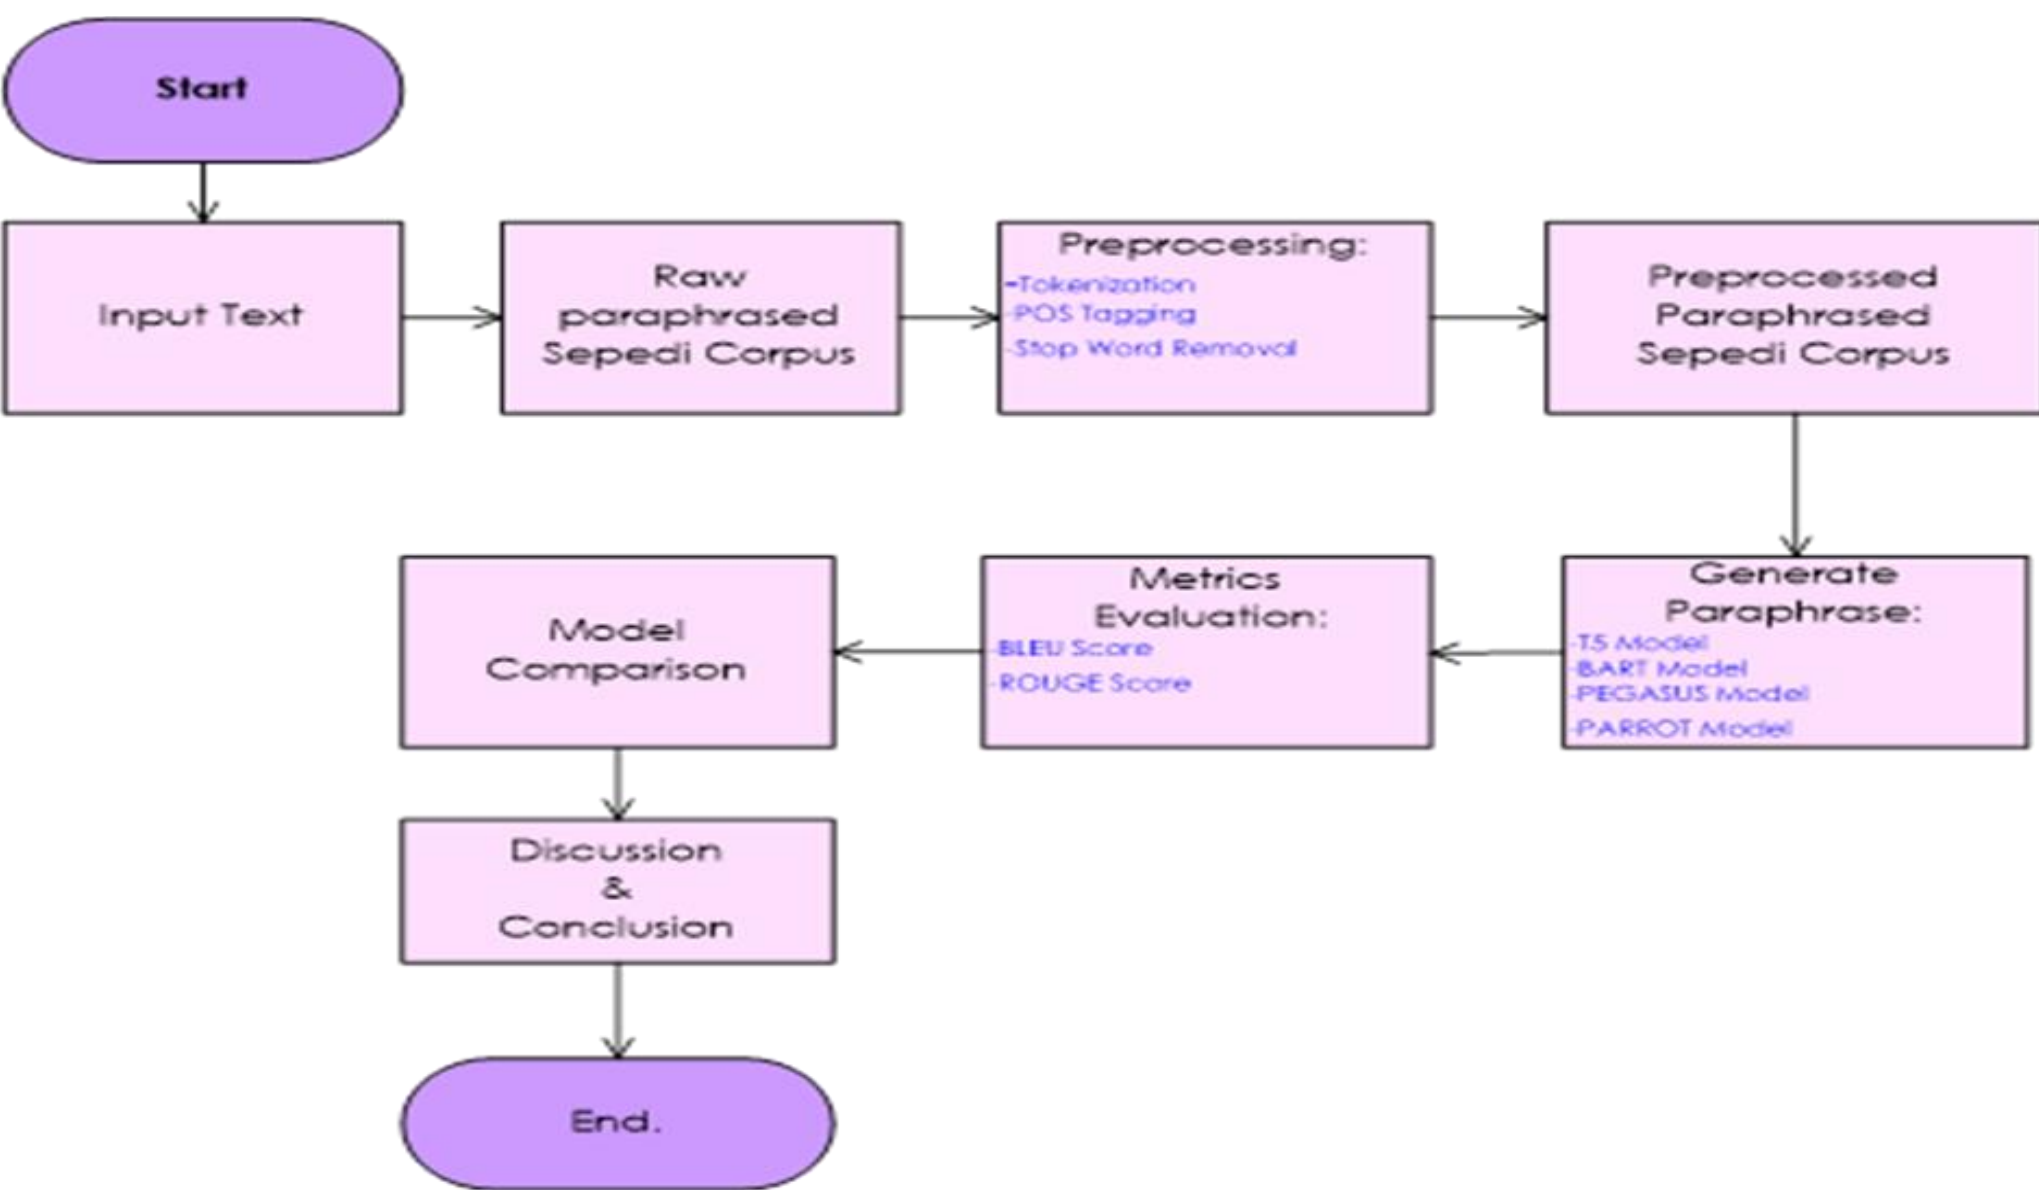 Start
Input Text
Raw
paraphrased
Sepedi Corpus
Preprocessing:
-Tokenization
-POS Tagging
-Stop Word Removal
Preprocessed
Paraphrased
Sepedi Corpus
Generate
Paraphrase:
-T5 Model
-BART Model
-PEGASUS Model
-PARROT Model
Metrics
Evaluation:
-BLEU Score
-ROUGE Score
Model
Comparison
Discussion
&
Conclusion
End.